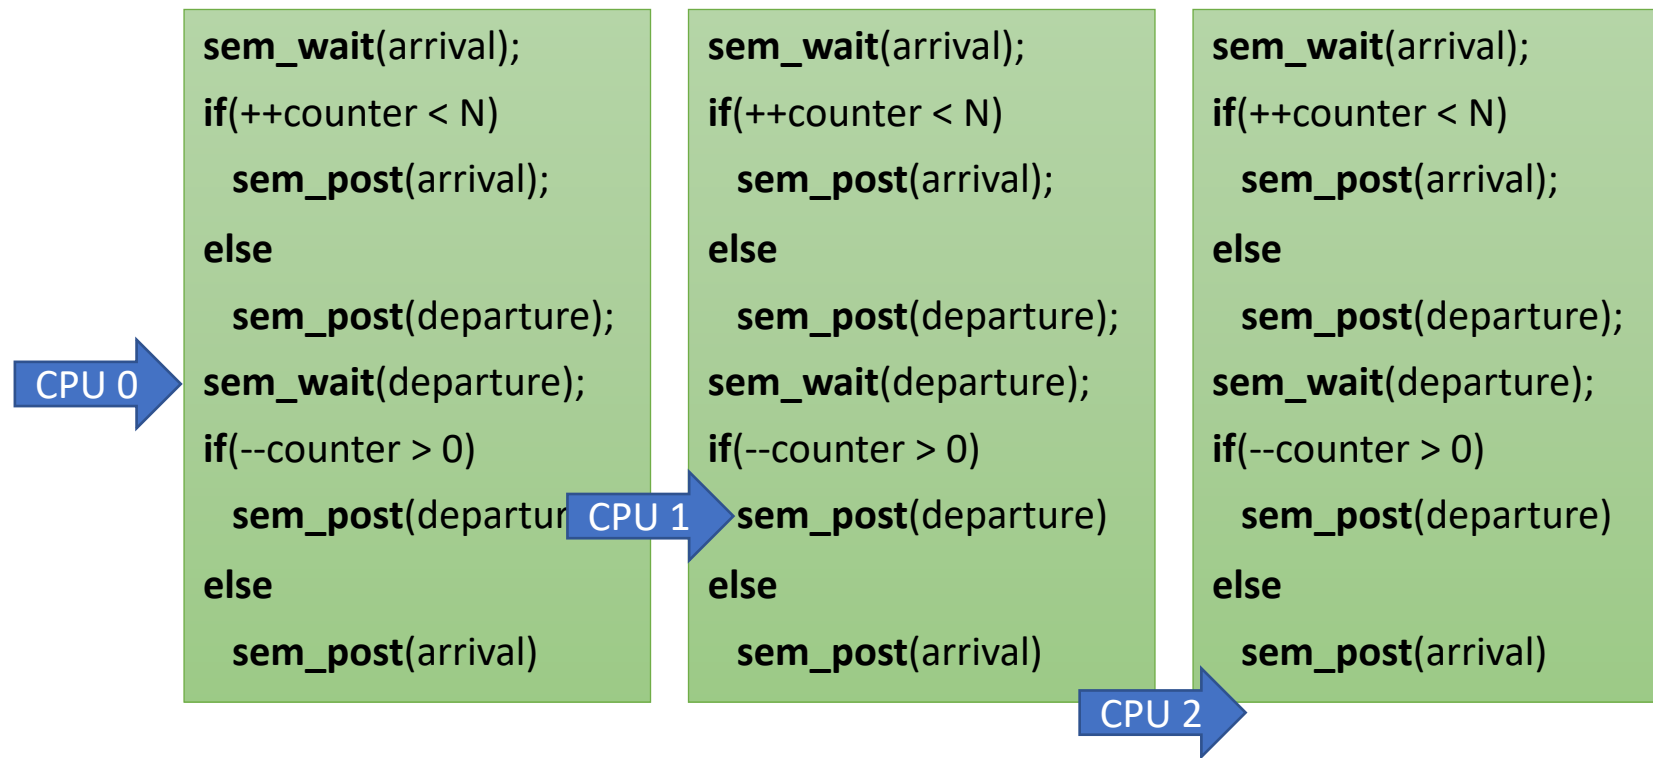 sem_wait(arrival);
if(++counter < N)
sem_post(arrival);
else
sem_post(departure);
sem_wait(departure);
if(--counter > 0)
sem_post(departur
else
sem_post(arrival)
CPU 0
sem_wait(arrival);
if(++counter < N)
sem_post(arrival);
else
sem_post(departure);
sem_wait(departure);
if(--counter > 0)
sem_post(departure)
else
sem_post(arrival)
CPU 1
sem_wait(arrival);
if(++counter < N)
sem_post(arrival);
else
sem_post(departure);
sem_wait(departure);
if(--counter > 0)
sem_post(departure)
else
sem_post(arrival)
CPU 2